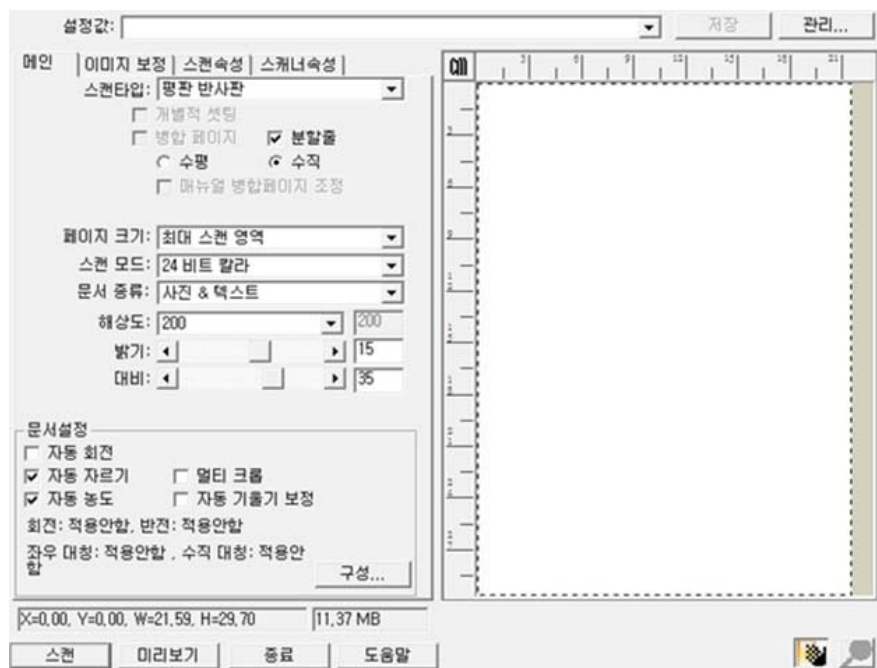 설정값:
저장
관리...
메인
이미지 보정
스캔속성
스캐너속성
스캔타입: 평판 반사판
개별적 셋팅
병합 페이지
분할줄
수평
수직
매뉴얼 병합페이지 조정
페이지 크기: 최대 스캔 영역
스캔 모드: 24 비트 칼라
문서 종류: 사진 & 텍스트
해상도: 200
200
밝기: 15
대비: 35
문서설정
자동 회전
자동 자르기
멀티 크롭
자동 농도
자동 기울기 보정
회전: 적용안함, 반전: 적용안함
좌우 대칭: 적용안함 , 수직 대칭: 적용안
함
구성...
X=0,00, Y=0,00, W=21,59, H=29,70
11,37 MB
스캔
미리보기
종료
도움말
cm
3
6
9
12
15
18
21